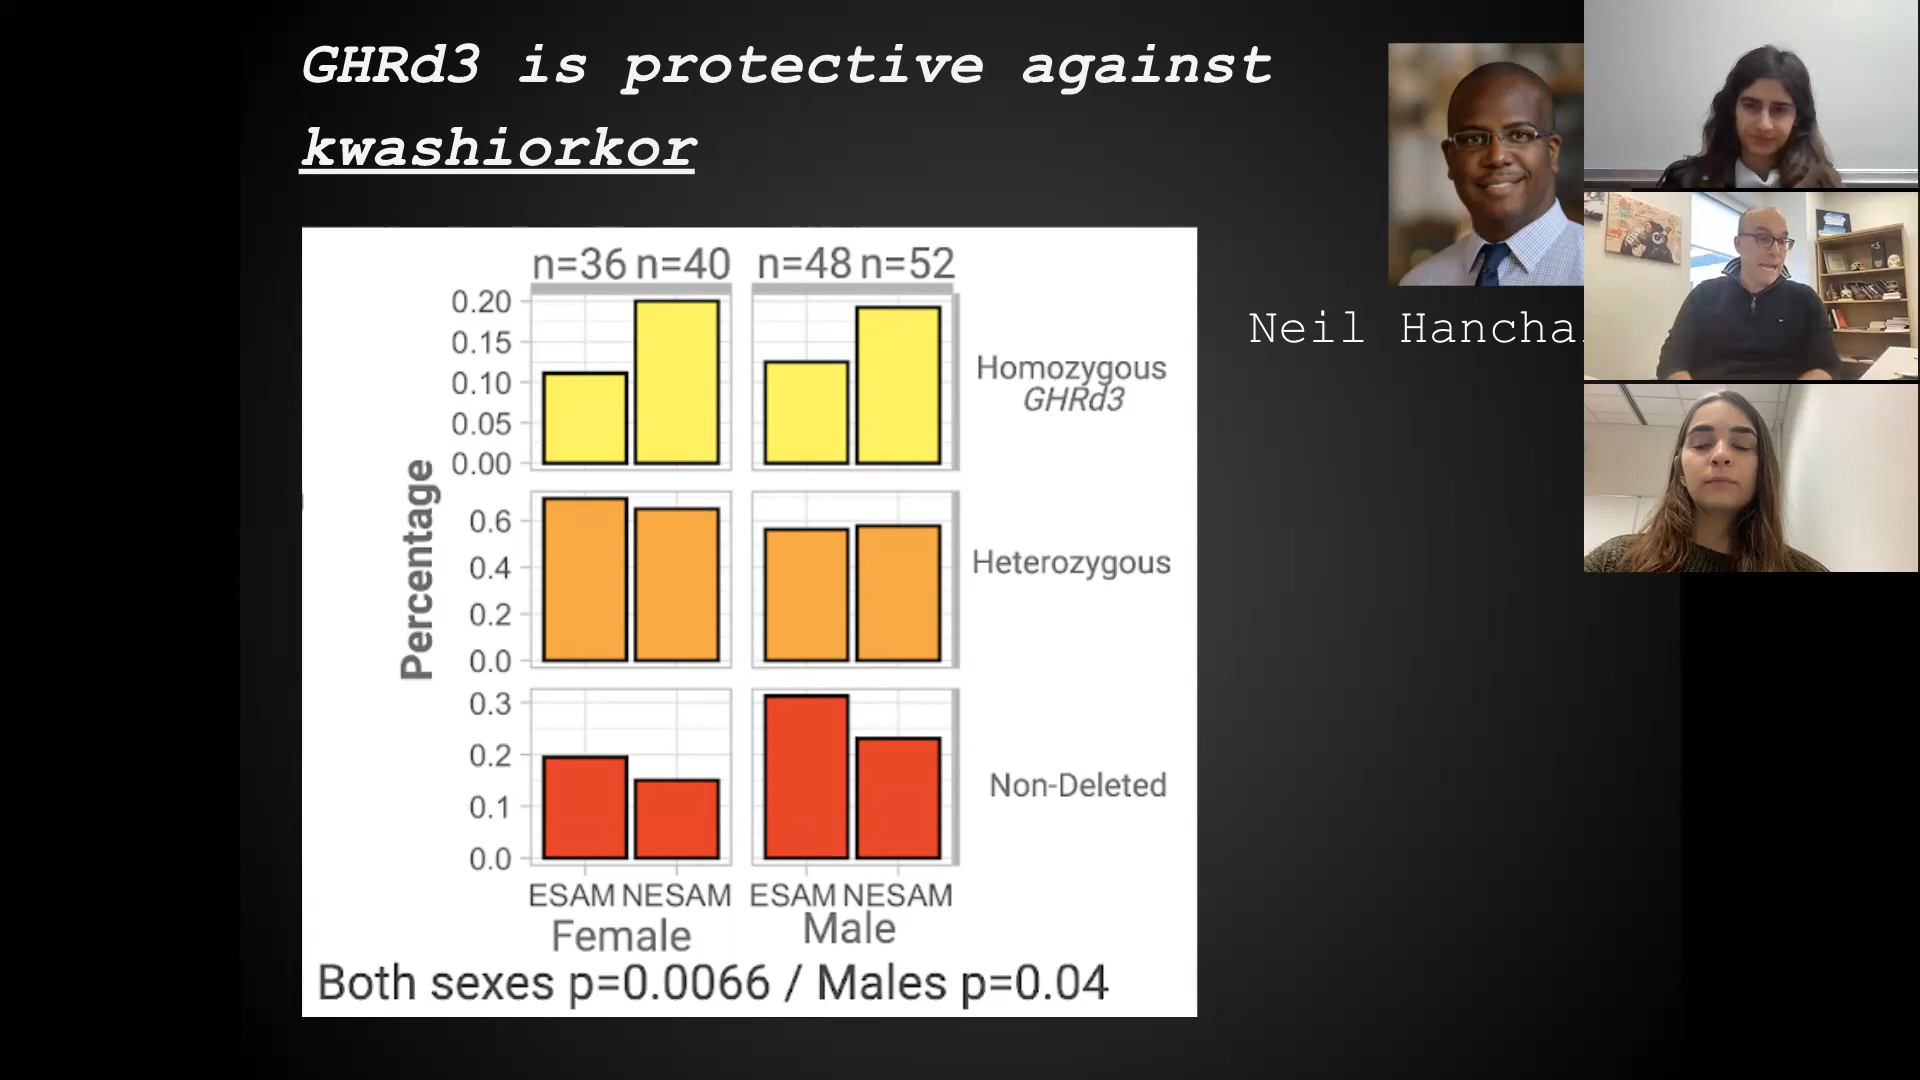 GHRd3 is protective against
kwashiorkor
Neil Hancha
n=36 n=40 n=48 n=52
0.20
0.15
0.10
0.05
0.00
Homozygous
GHRd3
Percentage
0.6
0.4
0.2
0.0
Heterozygous
0.3
0.2
0.1
0.0
Non-Deleted
ESAM NESAM ESAM NESAM
Female Male
Both sexes p=0.0066 / Males p=0.04